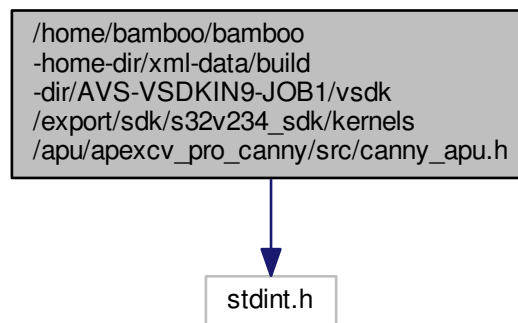 /home/bamboo/bamboo
-home-dir/xml-data/build
-dir/AVS-VSDKIN9-JOB1/vsdk
/export/sdk/s32v234_sdk/kernels
/apu/apexcv_pro_canny/src/canny_apu.h
stdint.h